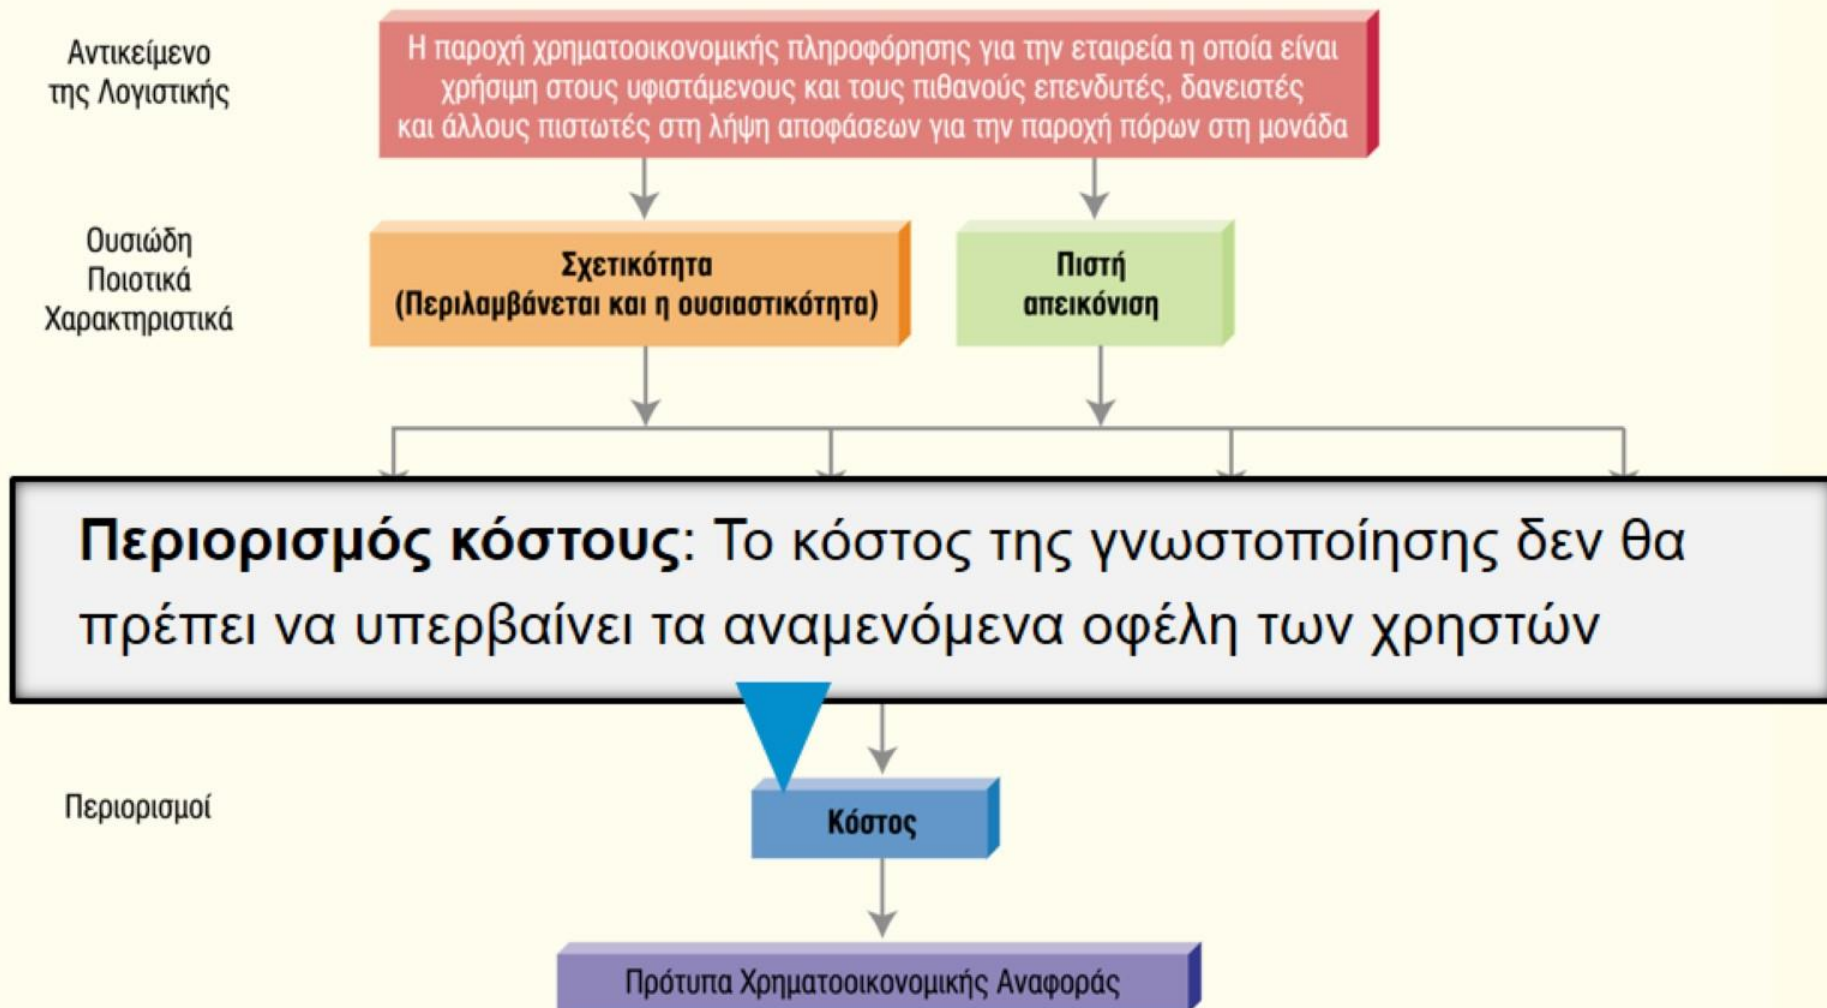 Αντικείμενο
της Λογιστικής
Η παροχή χρηματοοικονομικής πληροφόρησης για την εταιρεία η οποία είναι
χρήσιμη στους υφιστάμενους και τους πιθανούς επενδυτές, δανειστές
και άλλους πιστωτές στη λήψη αποφάσεων για την παροχή πόρων στη μονάδα
Ουσιώδη
Ποιοτικά
Χαρακτηριστικά
Σχετικότητα
(Περιλαμβάνεται και η ουσιαστικότητα)
Πιστή
απεικόνιση
Περιορισμός κόστους: Το κόστος της γνωστοποίησης δεν θα
πρέπει να υπερβαίνει τα αναμενόμενα οφέλη των χρηστών
Περιορισμοί
Κόστος
Πρότυπα Χρηματοοικονομικής Αναφοράς